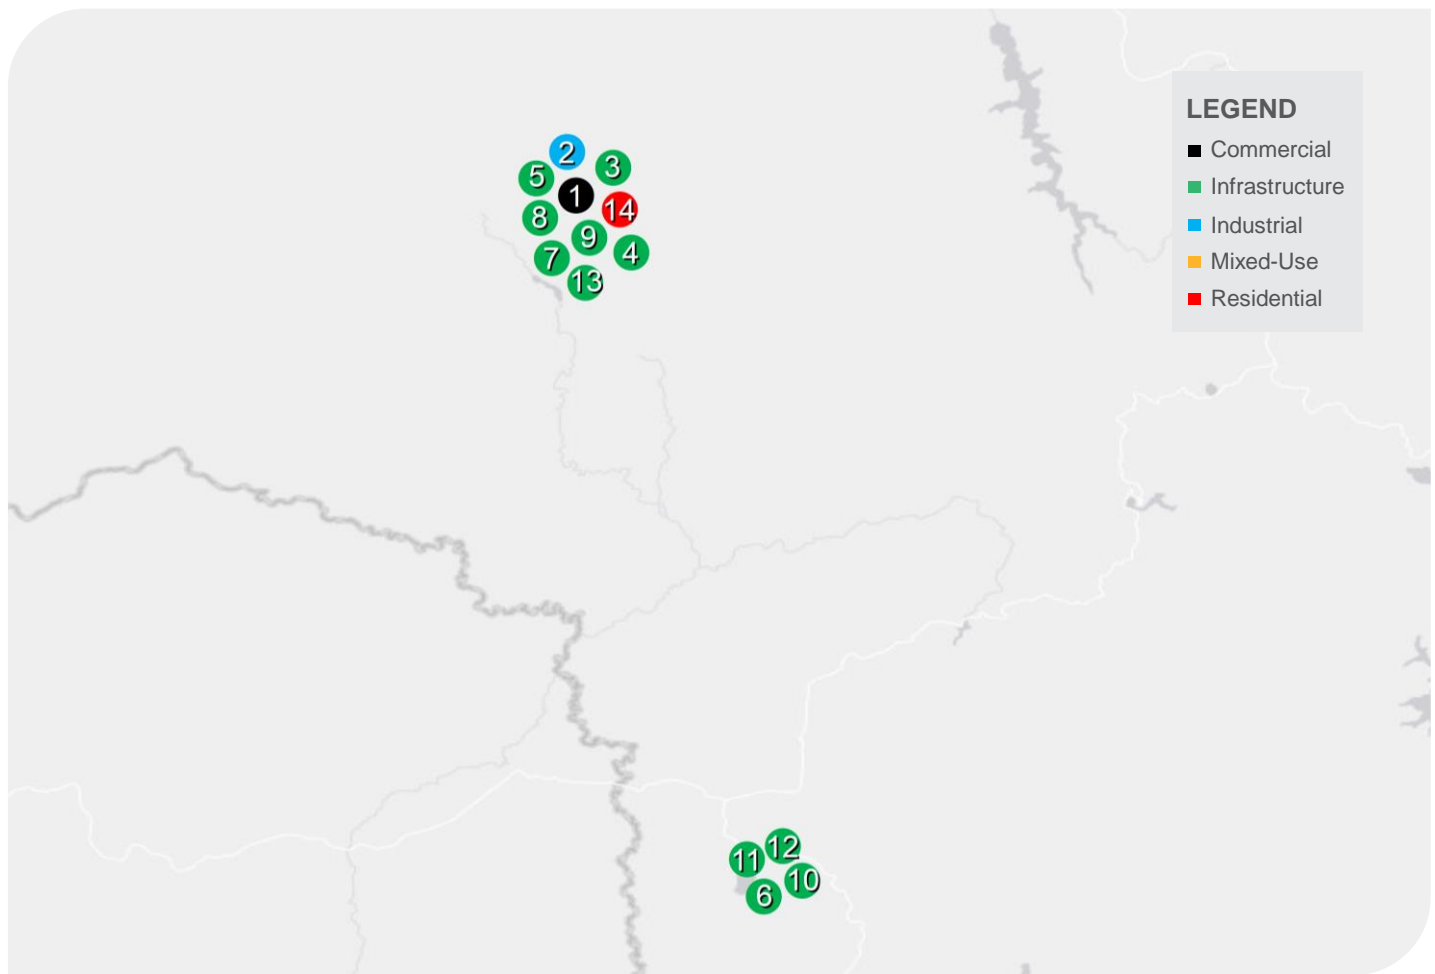 LEGEND
Commercial
Infrastructure
Industrial
Mixed-Use
Residential
2
3
5
1
14
8
9
4
7
13
12
11
10
6